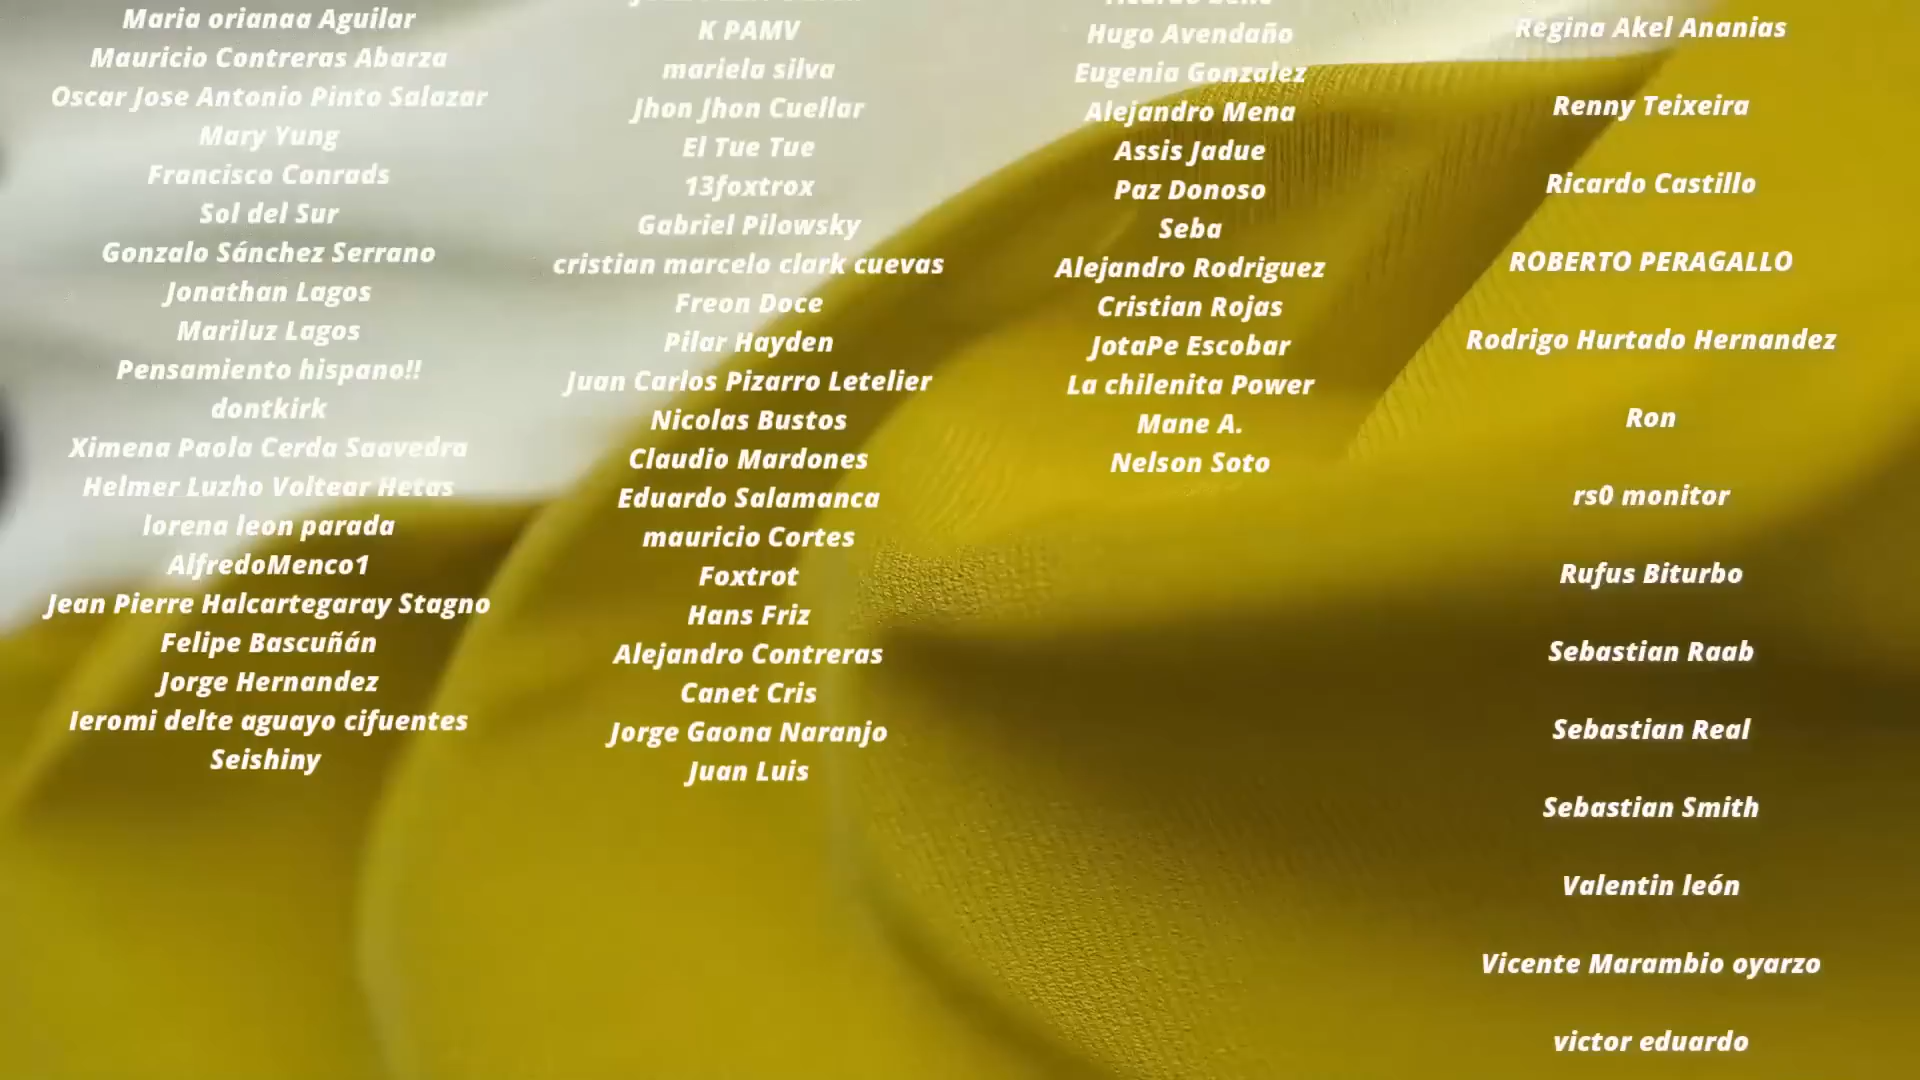 Maria orianaa Aguilar
Mauricio Contreras Abarza
Oscar Jose Antonio Pinto Salazar
Mary Yung
Francisco Conrads
Sol del Sur
Gonzalo Sánchez Serrano
Jonathan Lagos
Mariluz Lagos
Pensamiento hispano!!
dontkirk
Ximena Paola Cerda Saavedra
Helmer Luzho Voltear Hetas
lorena leon parada
AlfredoMenco1
Jean Pierre Halcartegaray Stagno
Felipe Bascuñán
Jorge Hernandez
Ieromi delte aguayo cifuentes
Seishiny
K PAMV
mariela silva
Jhon Jhon Cuellar
El Tue Tue
13foxtrox
Gabriel Pilowsky
cristian marcelo clark cuevas
Freon Doce
Pilar Hayden
Juan Carlos Pizarro Letelier
Nicolas Bustos
Claudio Mardones
Eduardo Salamanca
mauricio Cortes
Foxtrot
Hans Friz
Alejandro Contreras
Canet Cris
Jorge Gaona Naranjo
Juan Luis
Hugo Avendaño
Eugenia Gonzalez
Alejandro Mena
Assis Jadue
Paz Donoso
Seba
Alejandro Rodriguez
Cristian Rojas
JotaPe Escobar
La chilenita Power
Mane A.
Nelson Soto
Regina Akel Ananias
Renny Teixeira
Ricardo Castillo
ROBERTO PERAGALLO
Rodrigo Hurtado Hernandez
Ron
rs0 monitor
Rufus Biturbo
Sebastian Raab
Sebastian Real
Sebastian Smith
Valentin león
Vicente Marambio oyarzo
victor eduardo